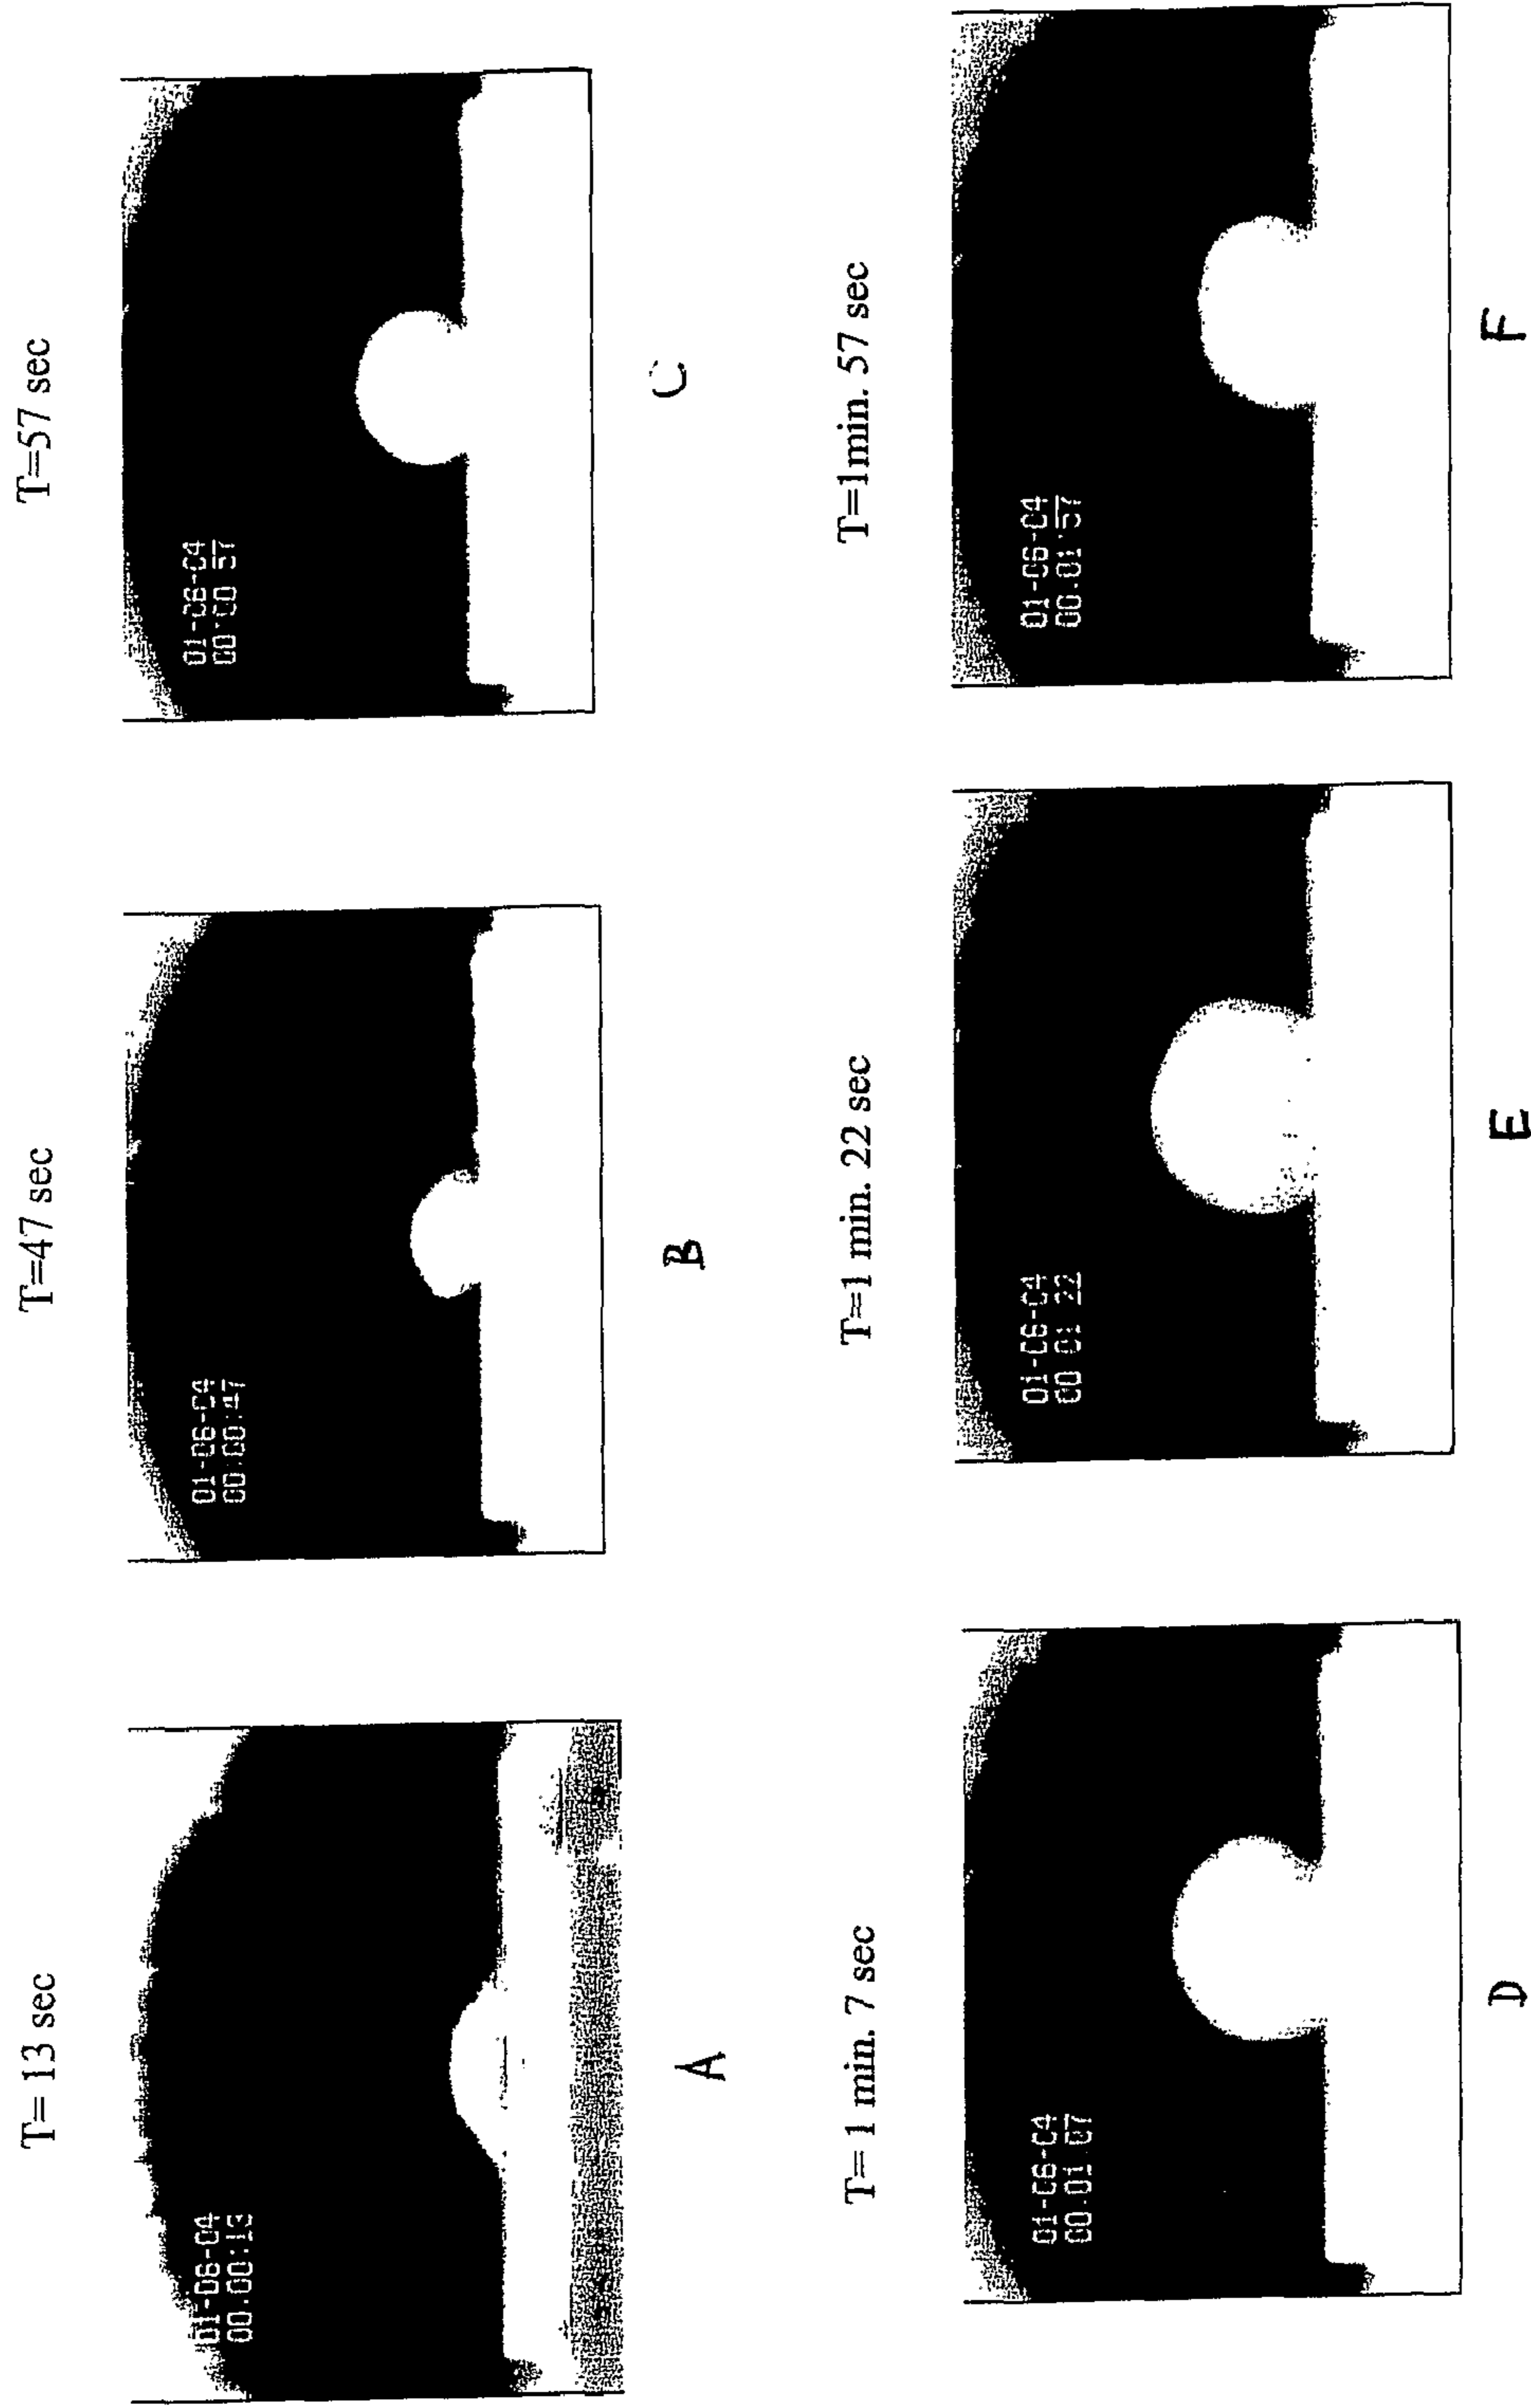 T= 13 sec
01-06-04
00:00:13
A
T=47 sec
01-06-04
00:00:47
B
T=57 sec
01-06-04
00:00 57
C
T= 1 min. 7 sec
01-06-04
00:01 07
D
T=1 min. 22 sec
01-06-04
00 01 22
E
T=1min. 57 sec
01-06-04
00:01:57
F